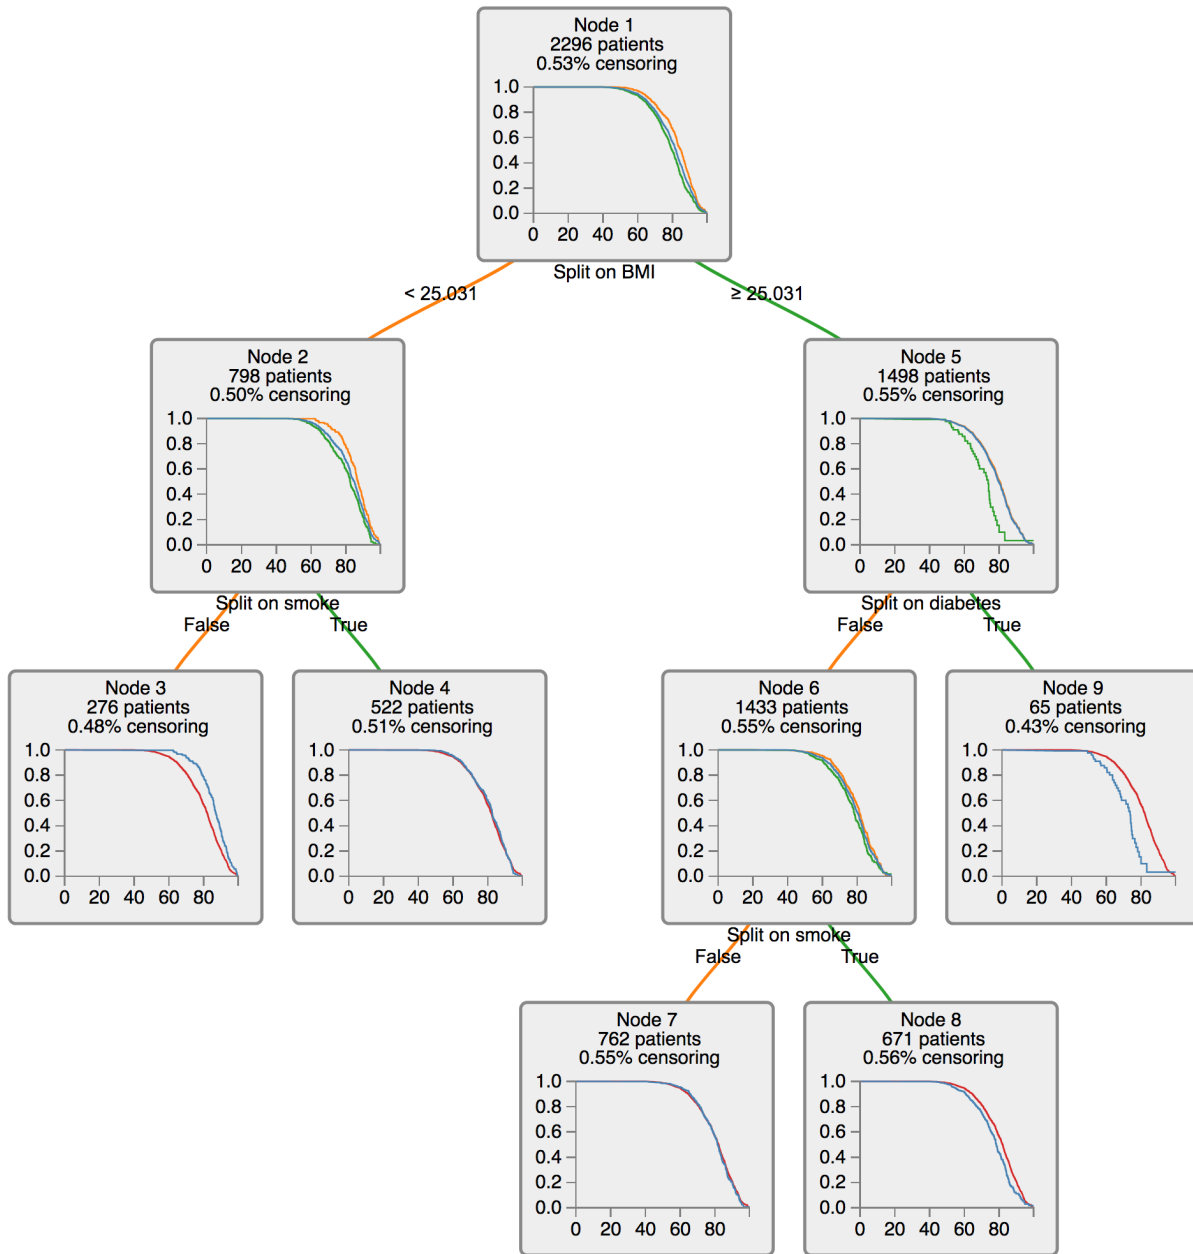 Node 1
2296 patients
0.53% censoring
1.0
0.8
0.6
0.4
0.2
0.0
0 20 40 60 80
Split on BMI
< 25.031
≥ 25.031
Node 2
798 patients
0.50% censoring
1.0
0.8
0.6
0.4
0.2
0.0
0 20 40 60 80
Split on smoke
False
True
Node 5
1498 patients
0.55% censoring
1.0
0.8
0.6
0.4
0.2
0.0
0 20 40 60 80
Split on diabetes
False
True
Node 3
276 patients
0.48% censoring
1.0
0.8
0.6
0.4
0.2
0.0
0 20 40 60 80
Node 4
522 patients
0.51% censoring
1.0
0.8
0.6
0.4
0.2
0.0
0 20 40 60 80
Node 6
1433 patients
0.55% censoring
1.0
0.8
0.6
0.4
0.2
0.0
0 20 40 60 80
Split on smoke
False
True
Node 9
65 patients
0.43% censoring
1.0
0.8
0.6
0.4
0.2
0.0
0 20 40 60 80
Node 7
762 patients
0.55% censoring
1.0
0.8
0.6
0.4
0.2
0.0
0 20 40 60 80
Node 8
671 patients
0.56% censoring
1.0
0.8
0.6
0.4
0.2
0.0
0 20 40 60 80